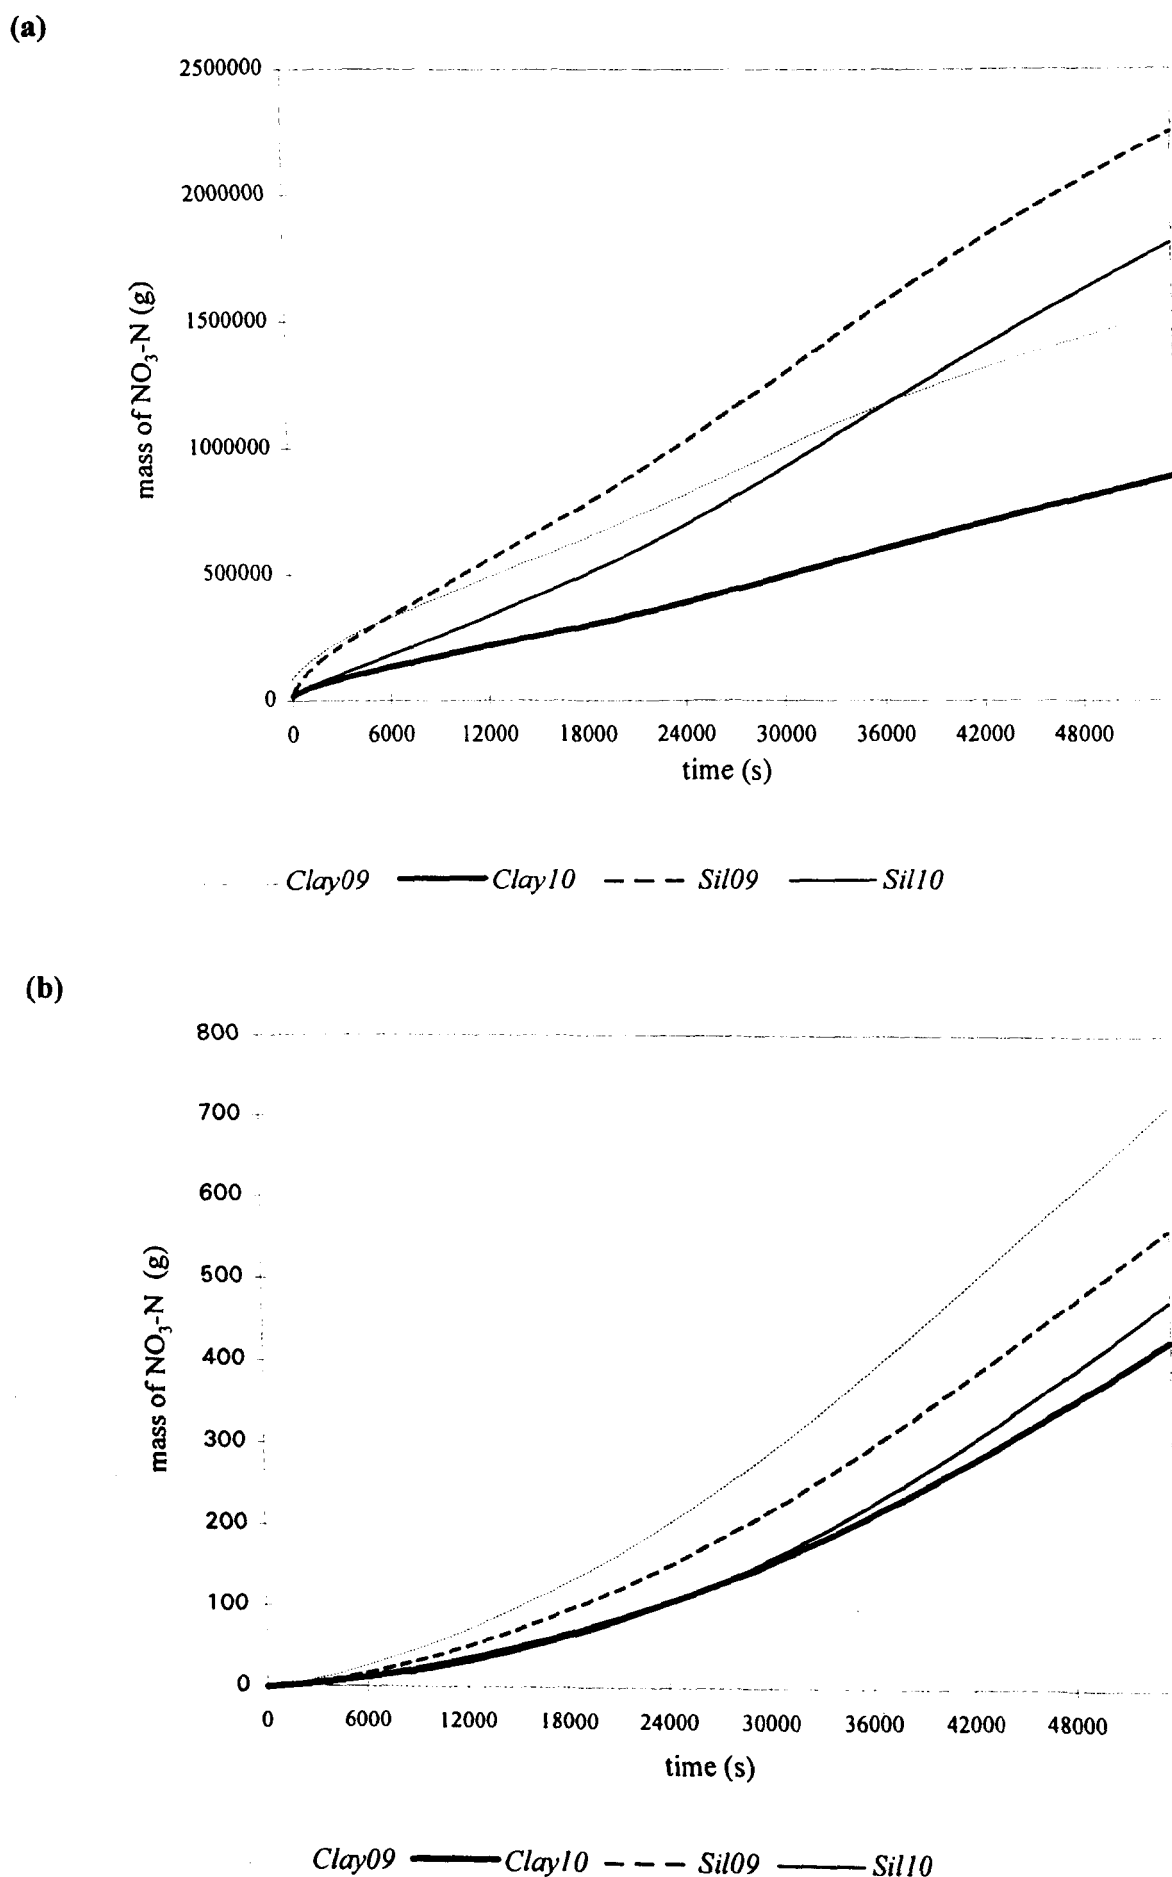 (a)
2500000
2000000
1500000
1000000
500000
0
mass of NO3-N (g)
0 6000 12000 18000 24000 30000 36000 42000 48000
time (s)
Clay09 Clay10 Sil09 Sil10
(b)
800
700
600
500
400
300
200
100
0
mass of NO3-N (g)
0 6000 12000 18000 24000 30000 36000 42000 48000
time (s)
Clay09 Clay10 Sil09 Sil10